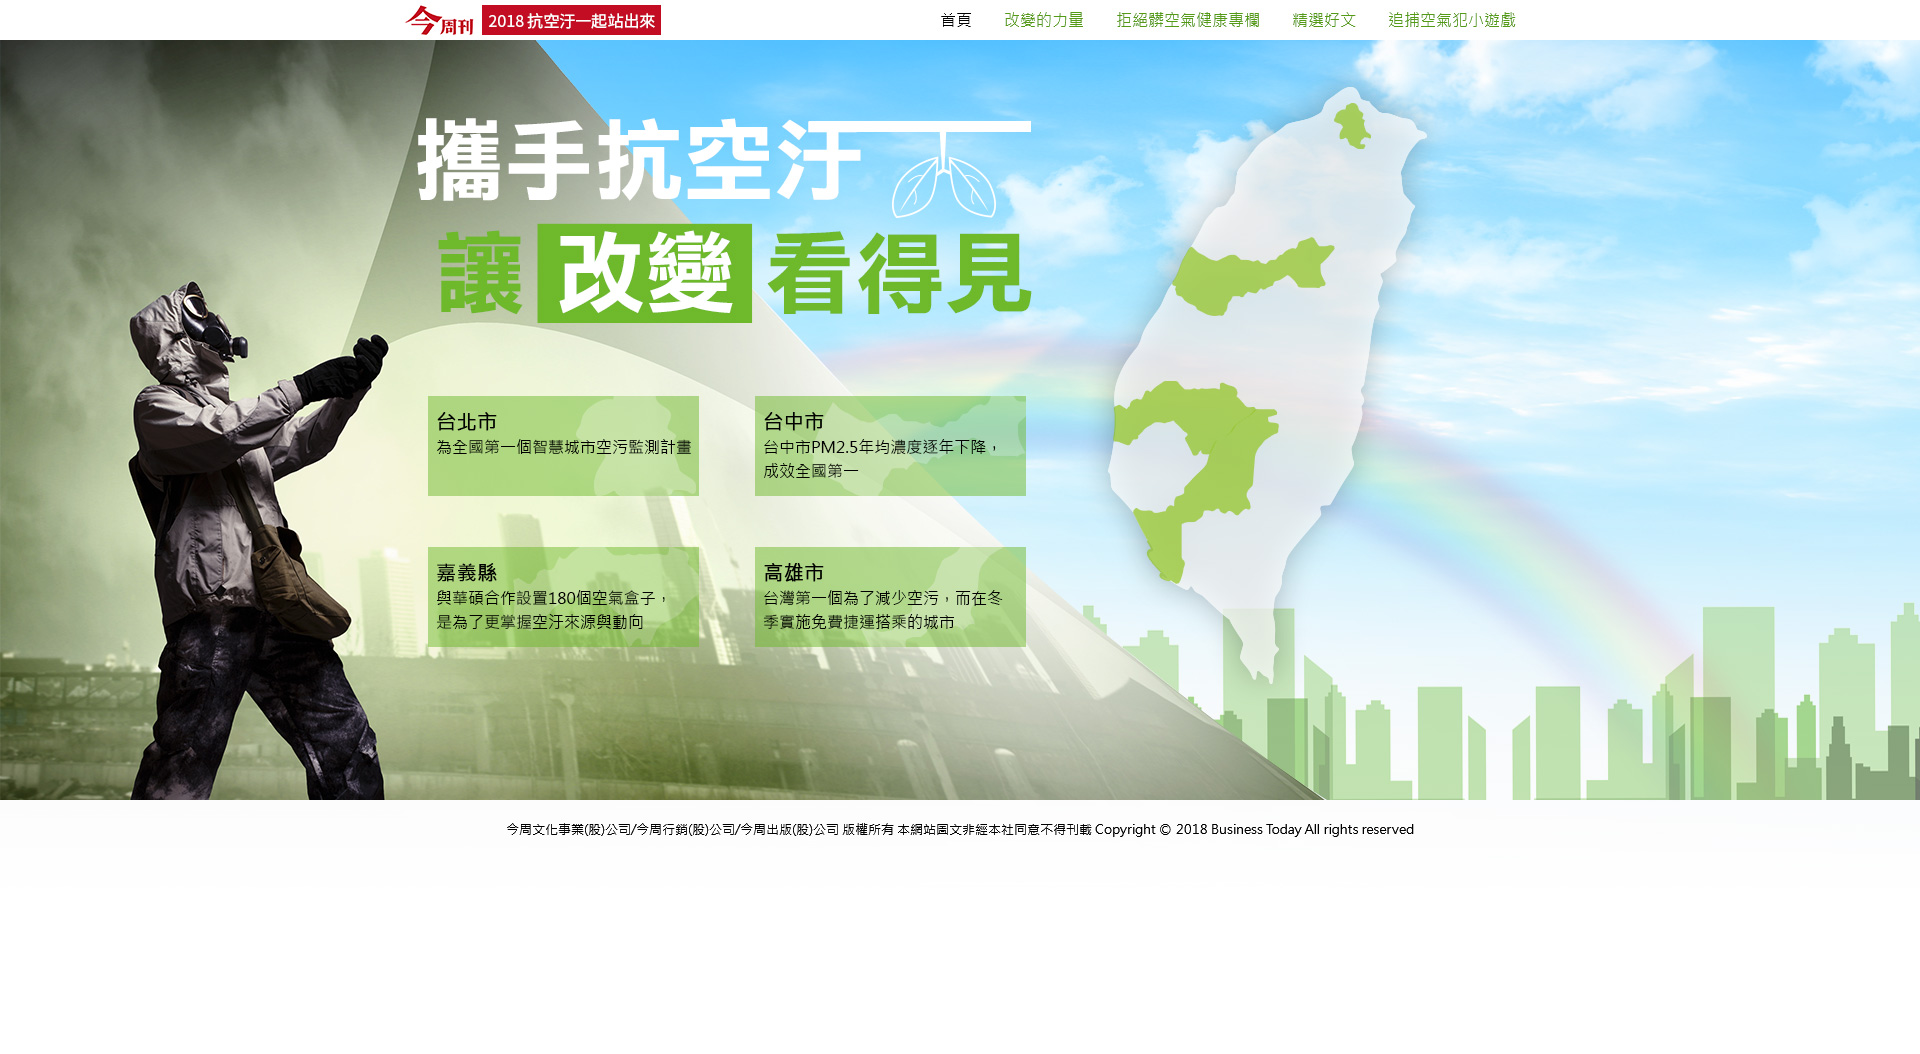 今周刊 2018 抗空汙一起站出來
首頁 改變的力量 拒絕髒空氣健康專欄 精選好文 追捕空氣犯小遊戲
攜手抗空汙
讓 改變 看得見
台北市
為全國第一個智慧城市空污監測計畫
台中市
台中市PM2.5年均濃度逐年下降，
成效全國第一
嘉義縣
與華碩合作設置180個空氣盒子，
是為了更掌握空汙來源與動向
高雄市
台灣第一個為了減少空污，而在冬
季實施免費捷運搭乘的城市
今周文化事業(股)公司/今周行銷(股)公司/今周出版(股)公司 版權所有 本網站圖文非經本社同意不得刊載 Copyright © 2018 Business Today All rights reserved